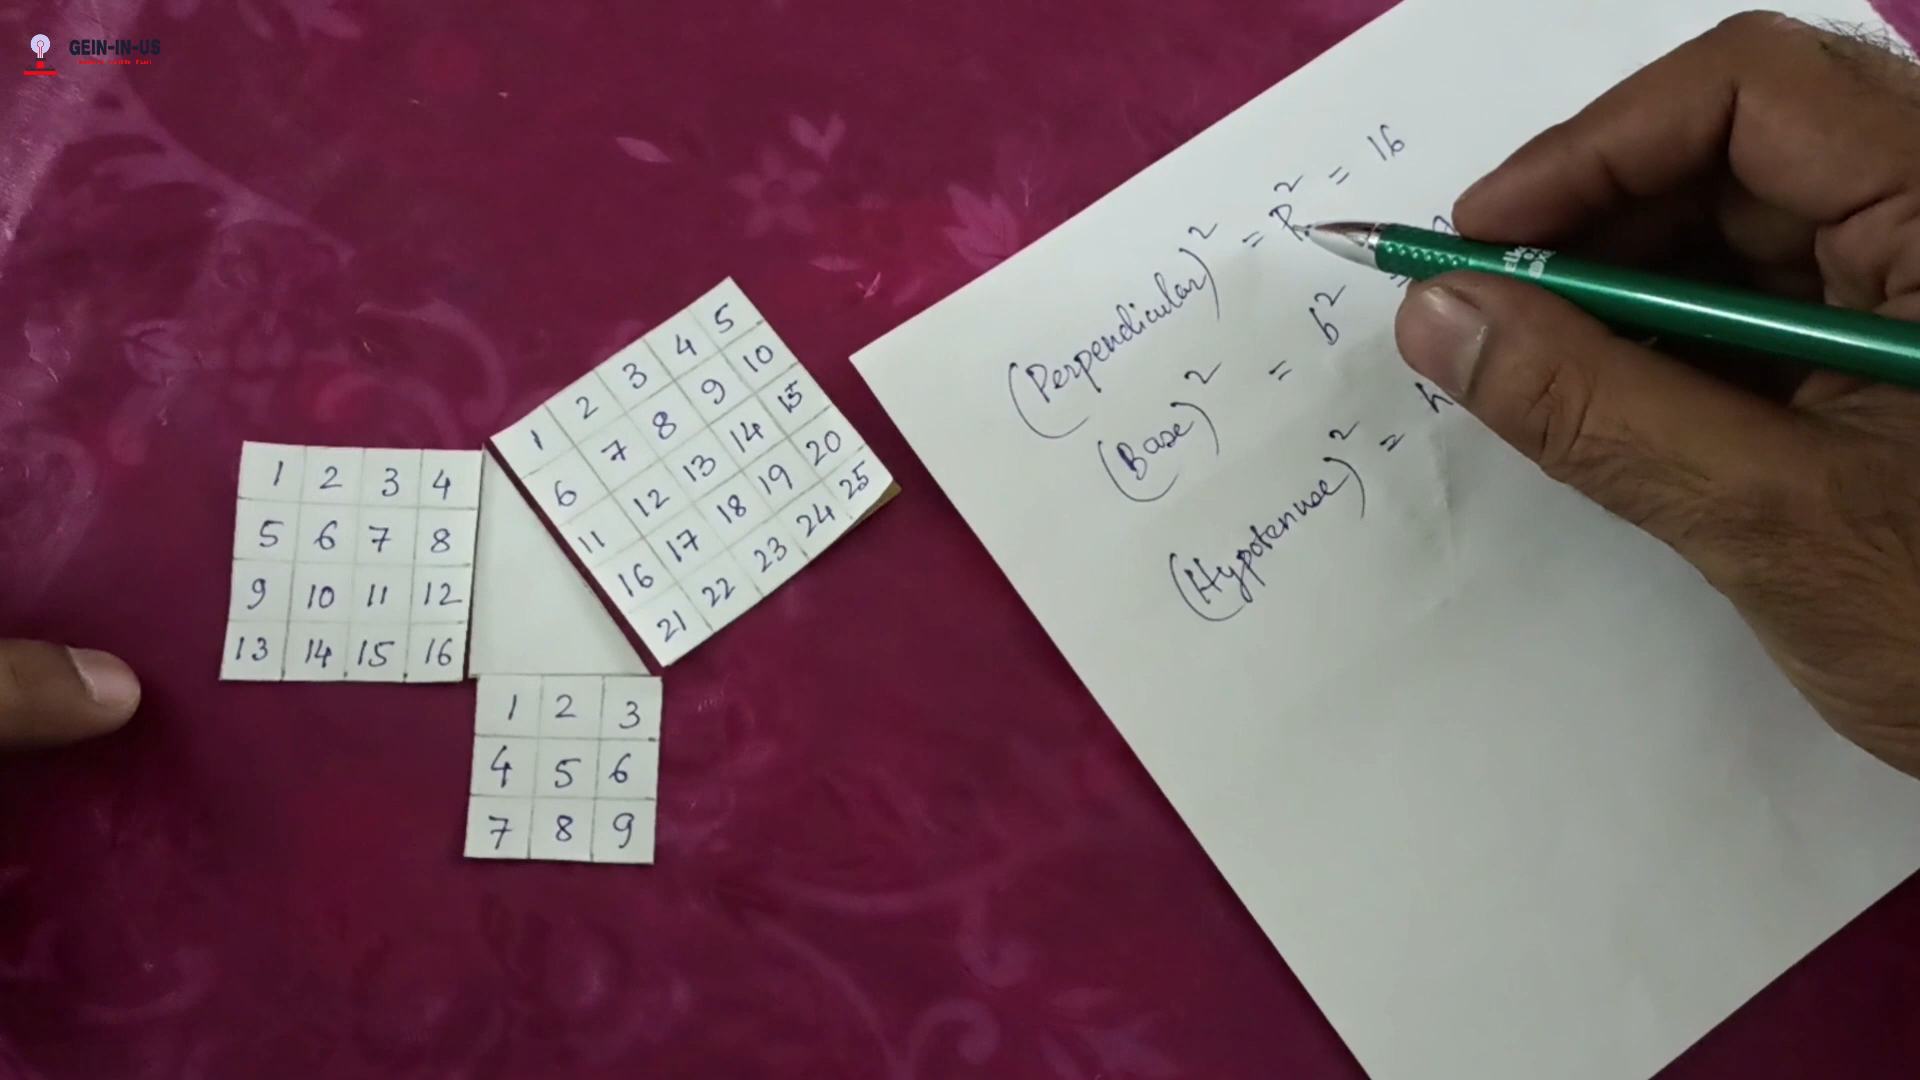 GEIN-IN-US
1 2 3 4
5 6 7 8
9 10 11 12
13 14 15 16
1 2 3 4 5
6 7 8 9 10
11 12 13 14 15
16 17 18 19 20
21 22 23 24 25
1 2 3
4 5 6
7 8 9
(Perpendicular)² = P² = 16
(Base)² = b² =
(Hypotenuse)² = h